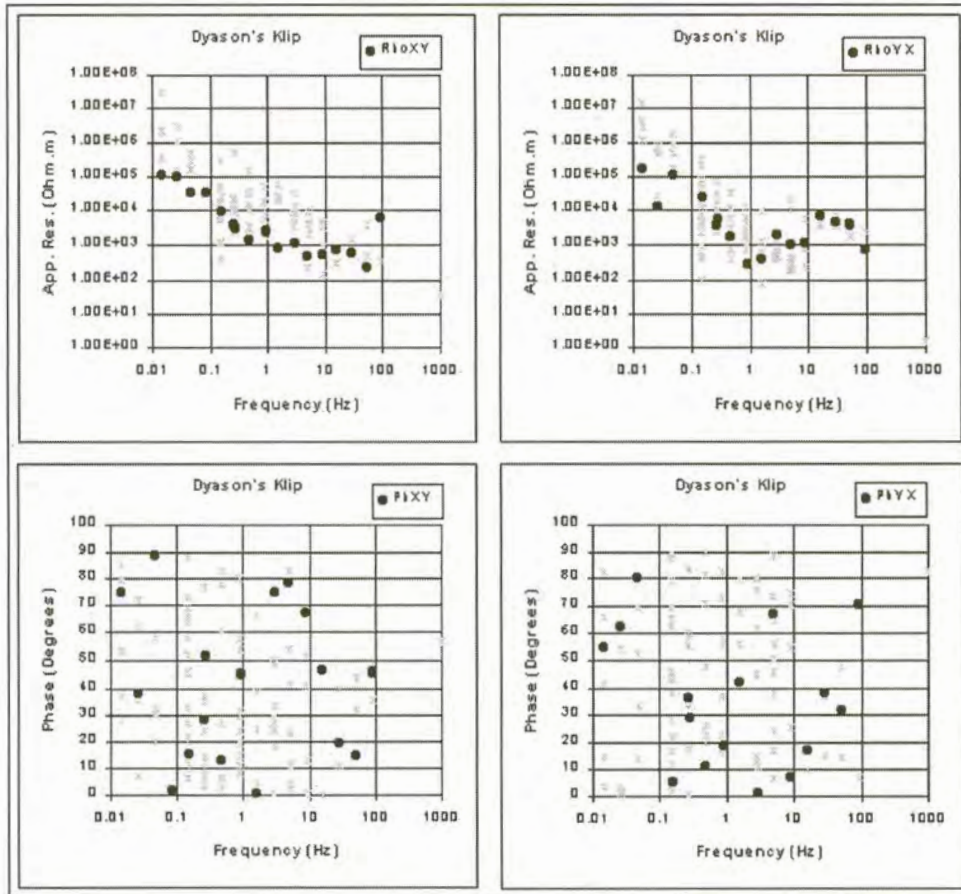 Dyason's Klip
RhoXY
1.00E+08
1.00E+07
1.00E+06
1.00E+05
1.00E+04
1.00E+03
1.00E+02
1.00E+01
1.00E+00
App. Res. (Ohm.m)
0.01 0.1 1 10 100 1000
Frequency (Hz)
Dyason's Klip
RhoYX
1.00E+08
1.00E+07
1.00E+06
1.00E+05
1.00E+04
1.00E+03
1.00E+02
1.00E+01
1.00E+00
App. Res. (Ohm.m)
0.01 0.1 1 10 100 1000
Frequency (Hz)
Dyason's Klip
PhXY
100
90
80
70
60
50
40
30
20
10
0
Phase (Degrees)
0.01 0.1 1 10 100 1000
Frequency (Hz)
Dyason's Klip
PhYX
100
90
80
70
60
50
40
30
20
10
0
Phase (Degrees)
0.01 0.1 1 10 100 1000
Frequency (Hz)